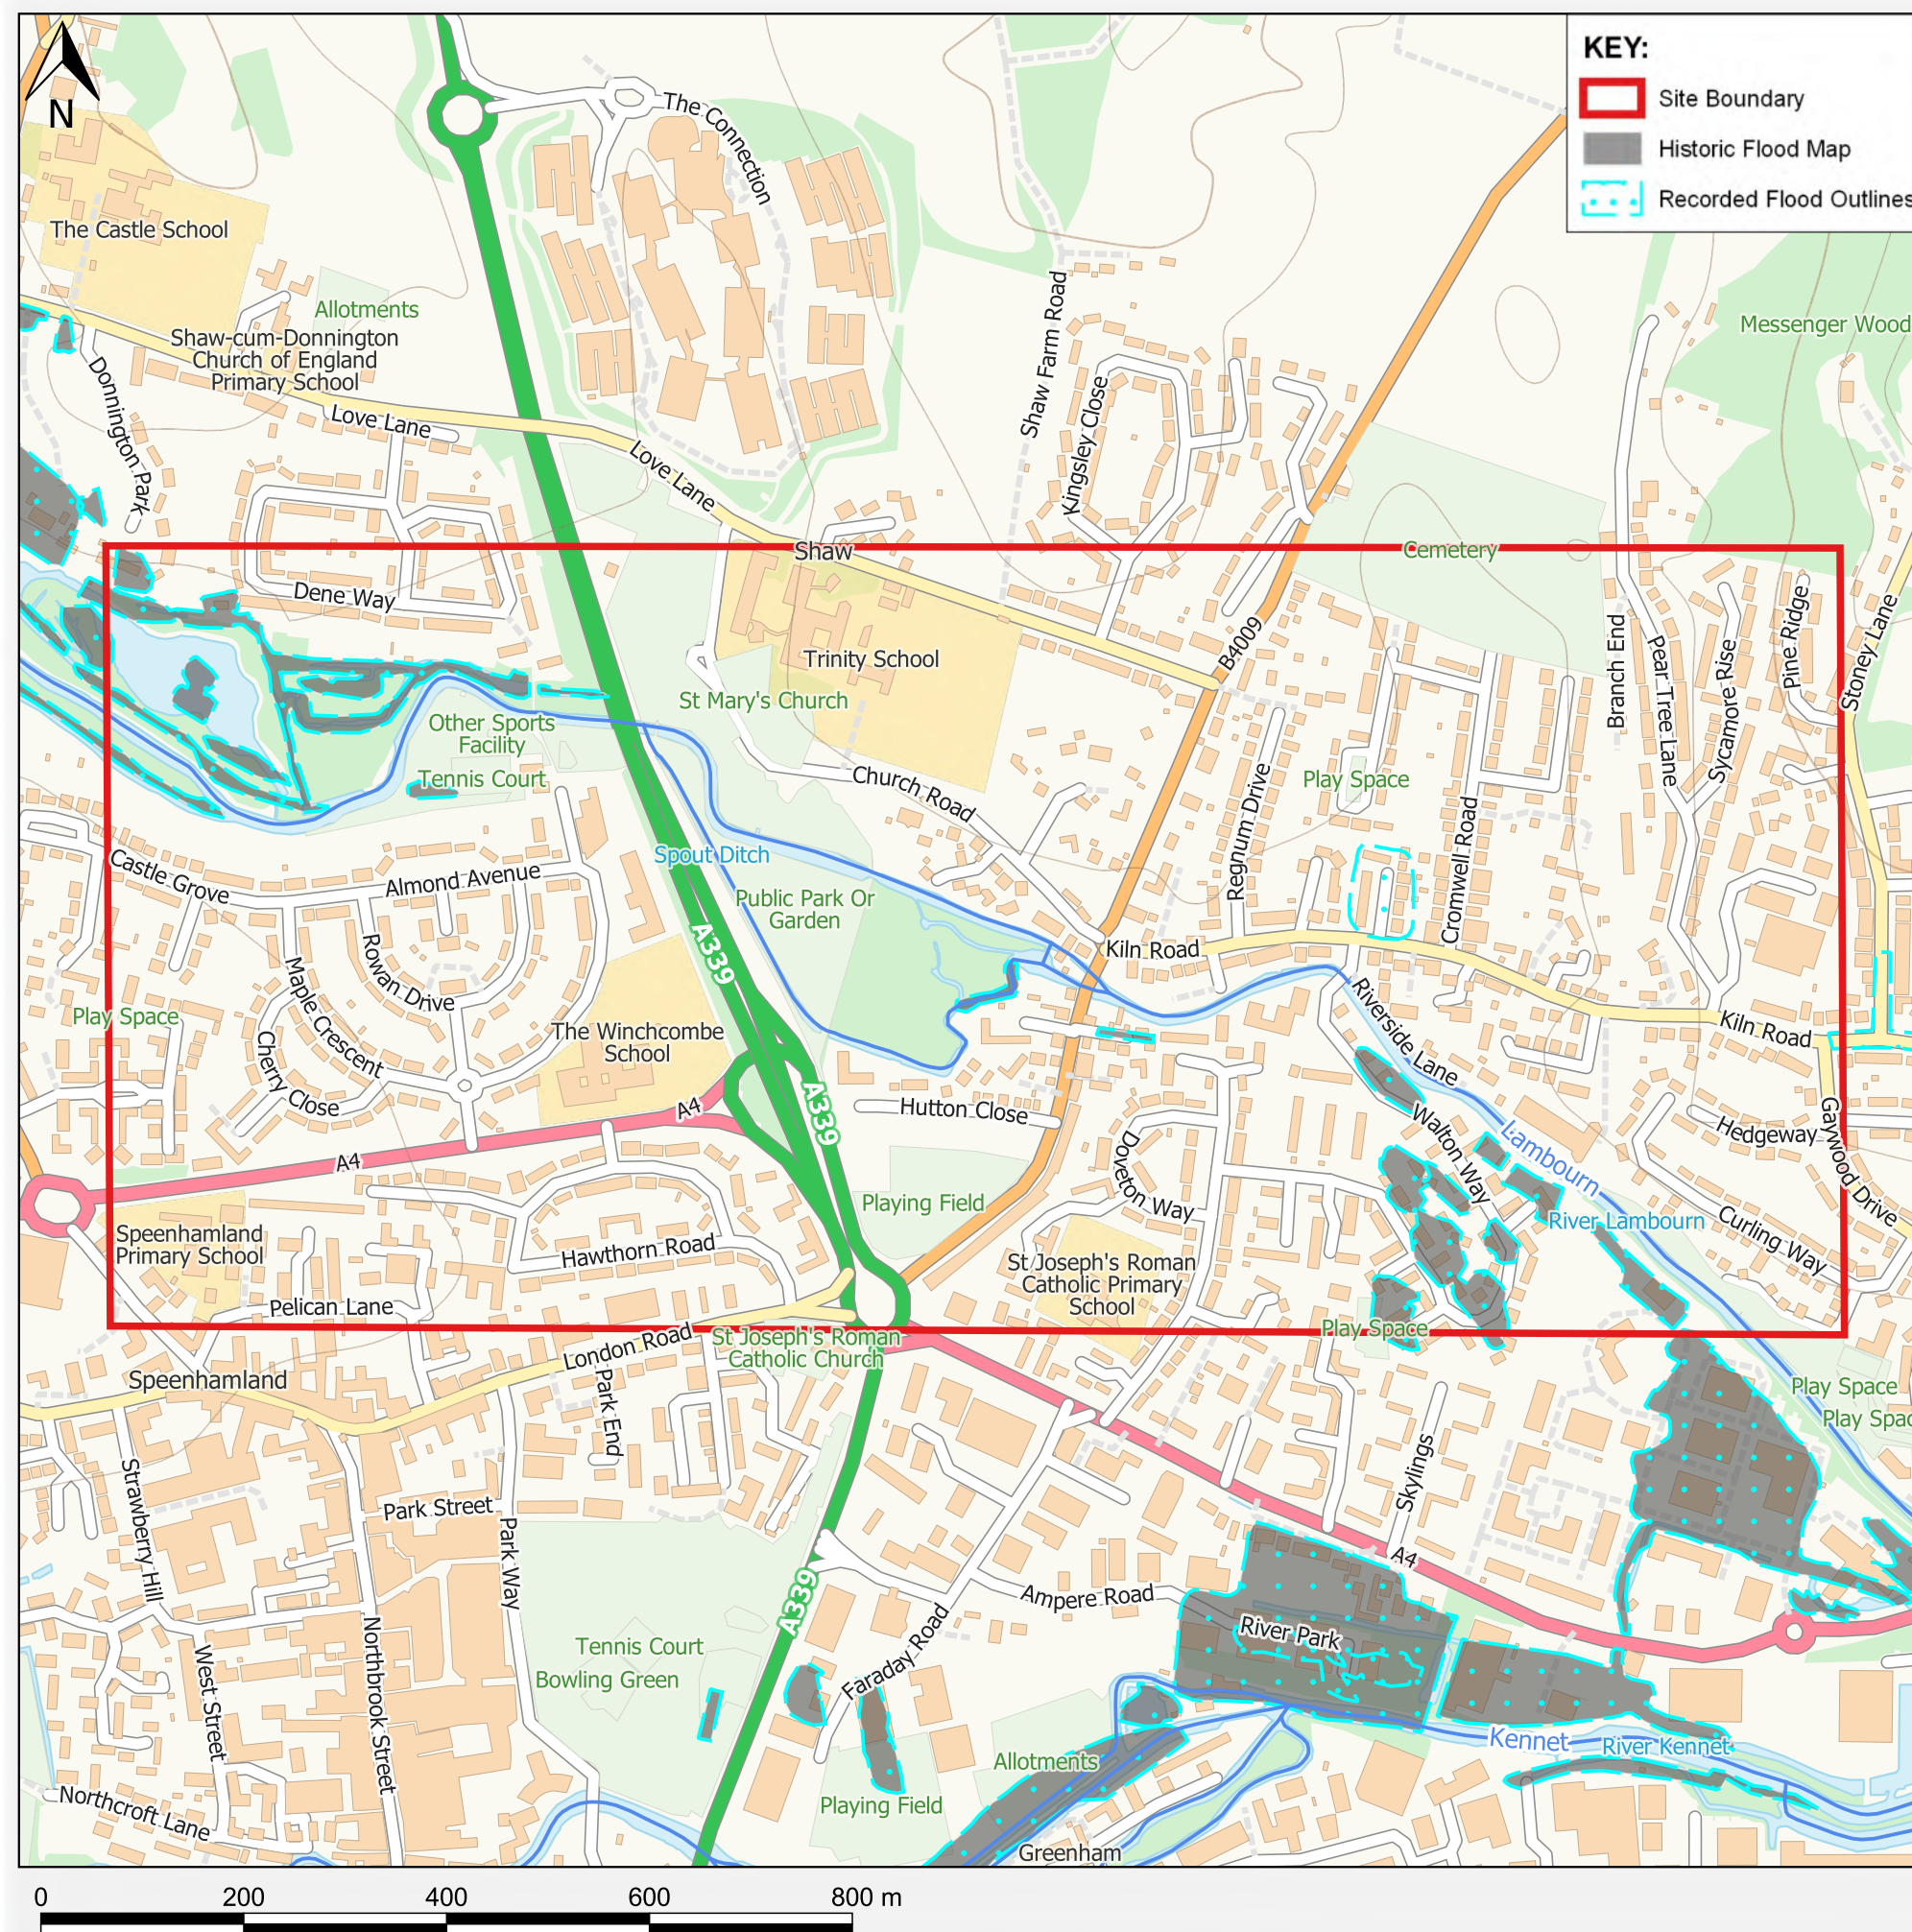 KEY:
Site Boundary
Historic Flood Map
Recorded Flood Outlines
N
The Connection
The Castle School
Allotments
Shaw-cum-Donnington
Church of England
Primary School
Donnington Park
Love Lane
Love Lane
Shaw Farm Road
Kingsley Close
Messenger Wood
Shaw
Cemetery
Dene Way
Trinity School
B4009
Branch End
Pear Tree Lane
Sycamore Rise
Pine Ridge
Stoney Lane
St Mary's Church
Other Sports
Facility
Tennis Court
Church Road
Play Space
Regnum Drive
Cromwell Road
Spout Ditch
Castle Grove
Almond Avenue
Public Park Or
Garden
A339
Kiln Road
Rowan Drive
Maple Crescent
Play Space
Cherry Close
The Winchcombe
School
Riverside Lane
Kiln Road
A4
A339
Hutton Close
Doveton Way
Walton Way
Lambourn
Hedgeway
Gaywood Drive
A4
Playing Field
River Lambourn
Curling Way
Speenhamland
Primary School
Hawthorn Road
St Joseph's Roman
Catholic Primary
School
Pelican Lane
London Road
St Joseph's Roman
Catholic Church
Play Space
Speenhamland
Park End
Play Space
Play Spac
Strawberry Hill
Park Street
Park Way
Skylings
A4
A339
Ampere Road
River Park
Tennis Court
Bowling Green
Faraday Road
West Street
Northbrook Street
Allotments
Kennet
River Kennet
Northcroft Lane
Playing Field
Greenham
0 200 400 600 800 m